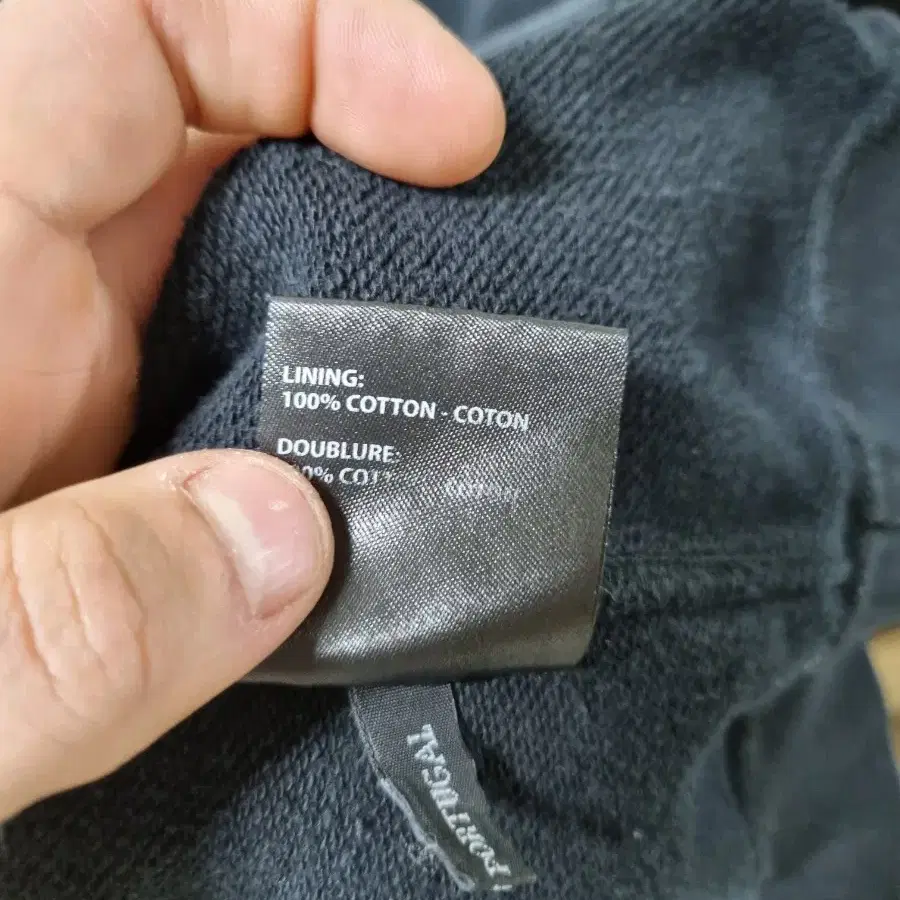 LINING:
100% COTTON - COTON
DOUBLURE:
PORTUGAL